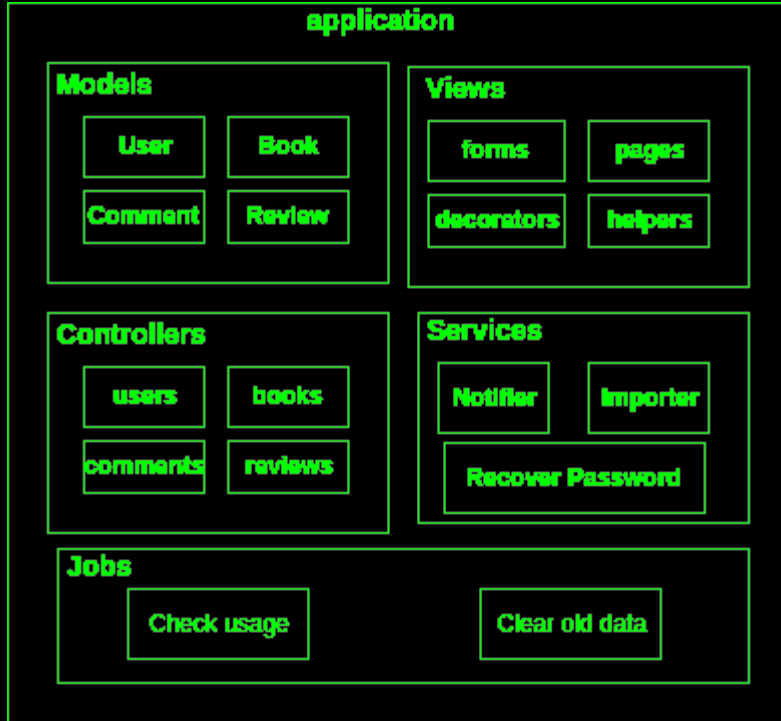 application
Models
User
Book
Comment
Review
Views
forms
pages
decorators
helpers
Controllers
users
books
comments
reviews
Services
Notifier
Importer
Recover Password
Jobs
Check usage
Clear old data